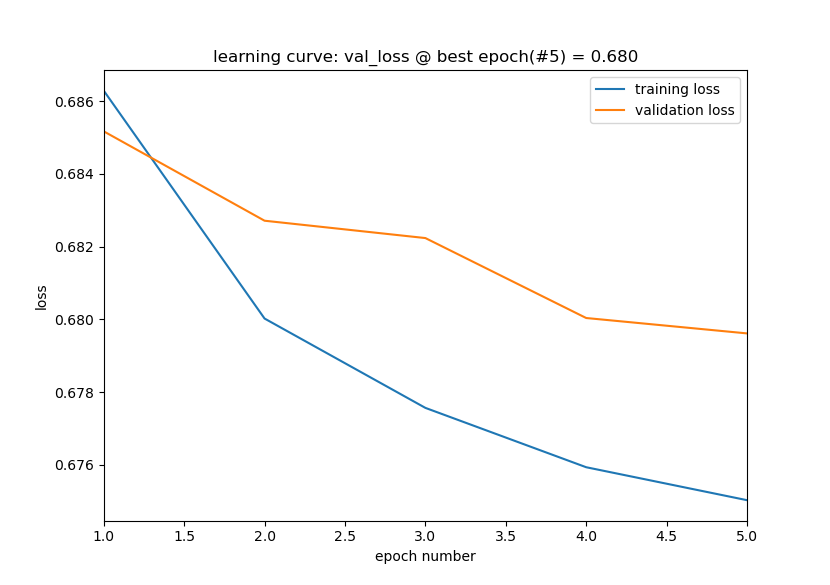 learning curve: val_loss @ best epoch(#5) = 0.680
training loss
validation loss
0.686
0.684
0.682
0.680
0.678
0.676
loss
1.0 1.5 2.0 2.5 3.0 3.5 4.0 4.5 5.0
epoch number